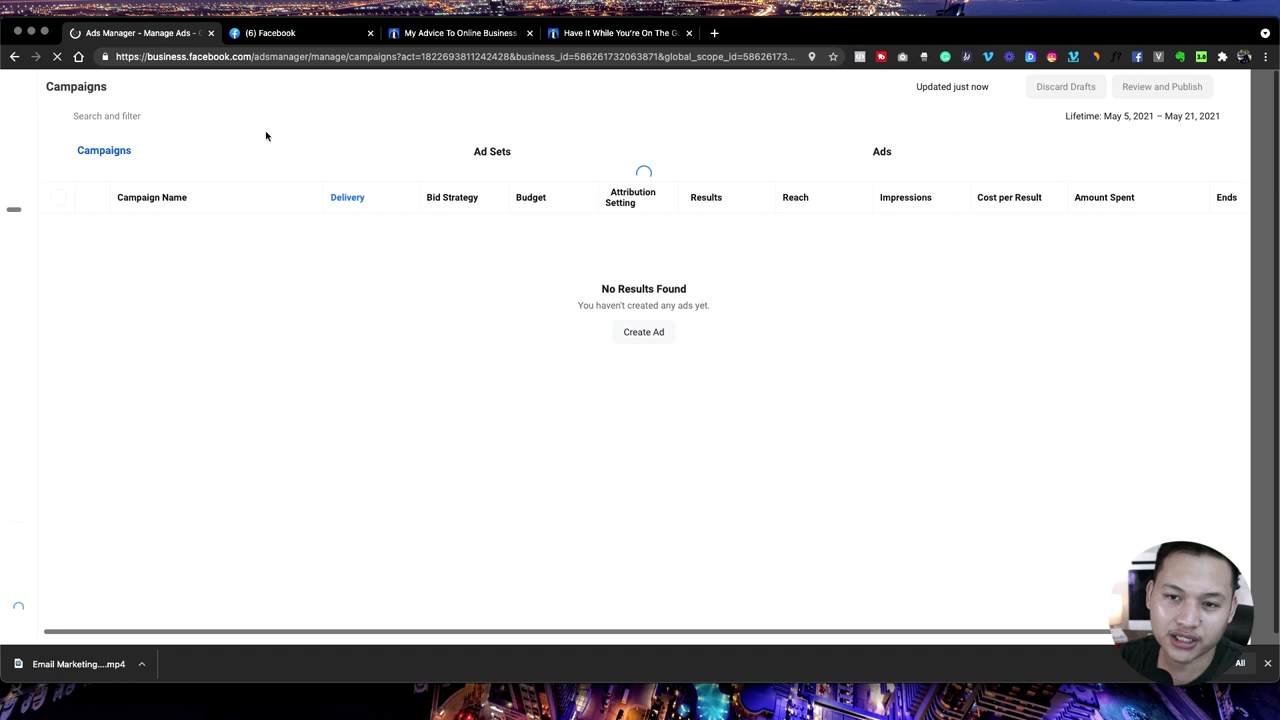 Ads Manager - Manage Ads - C
(6) Facebook
My Advice To Online Business
Have It While You're On The G
https://business.facebook.com/adsmanager/manage/campaigns?act=1822693811242428&business_id=586261732063871&global_scope_id=58626173...
Campaigns
Updated just now
Discard Drafts
Review and Publish
Search and filter
Lifetime: May 5, 2021 – May 21, 2021
Campaigns
Ad Sets
Ads
Campaign Name
Delivery
Bid Strategy
Budget
Attribution
Setting
Results
Reach
Impressions
Cost per Result
Amount Spent
Ends
No Results Found
You haven't created any ads yet.
Create Ad
Email Marketing....mp4
All